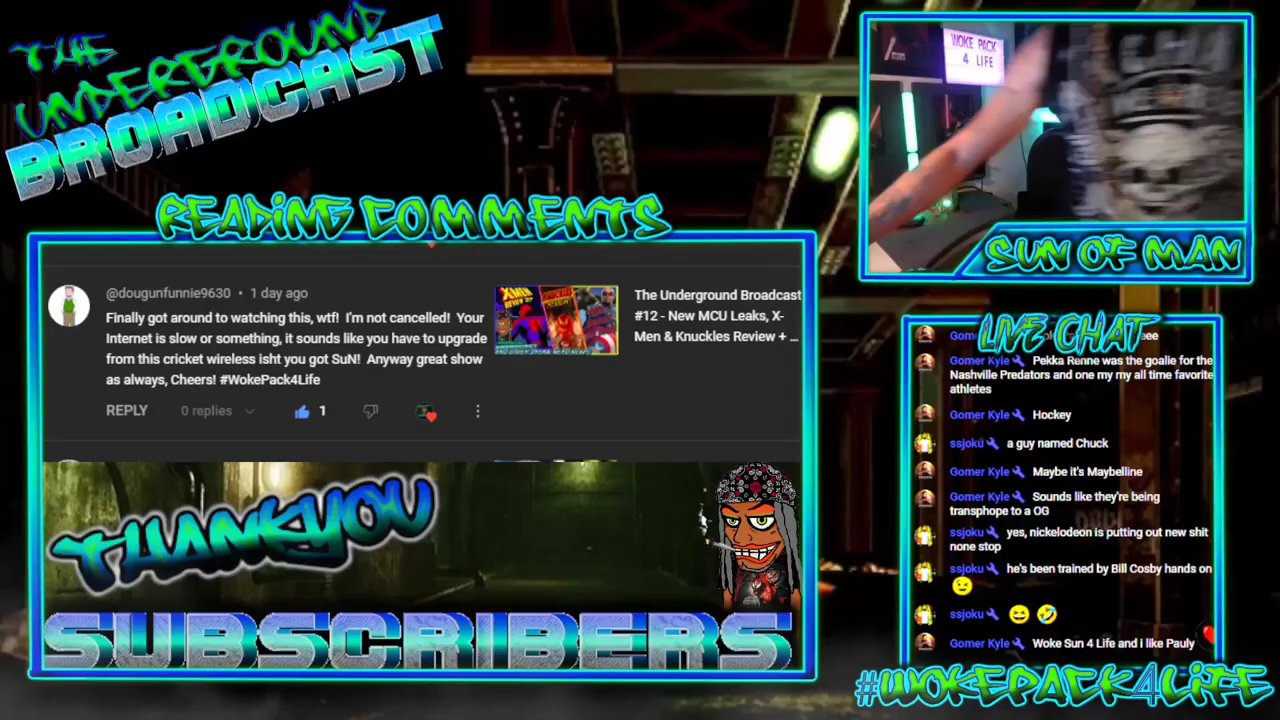 THE
UNDERGROUND
BROADCAST
READING COMMENTS
@dougunfunnie9630 • 1 day ago
Finally got around to watching this, wtf! I'm not cancelled! Your
Internet is slow or something, it sounds like you have to upgrade
from this cricket wireless isht you got SuN! Anyway great show
as always, Cheers! #WokePack4Life
REPLY 0 replies 1
The Underground Broadcast
#12 - New MCU Leaks, X-
Men & Knuckles Review + ...
THANKYOU
SUBSCRIBERS
WOKE PACK
4 LIFE
SUN OF MAN
LIVE CHAT
Gomer Kyle Pekka Renne was the goalie for the
Nashville Predators and one my my all time favorite
athletes
Gomer Kyle Hockey
ssjoku a guy named Chuck
Gomer Kyle Maybe it's Maybelline
Gomer Kyle Sounds like they're being
transphope to a OG
ssjoku yes, nickelodeon is putting out new shit
none stop
ssjoku he's been trained by Bill Cosby hands on
😉
ssjoku 😆 🤣
Gomer Kyle Woke Sun 4 Life and i like Pauly
#WOKEPACK4LIFE